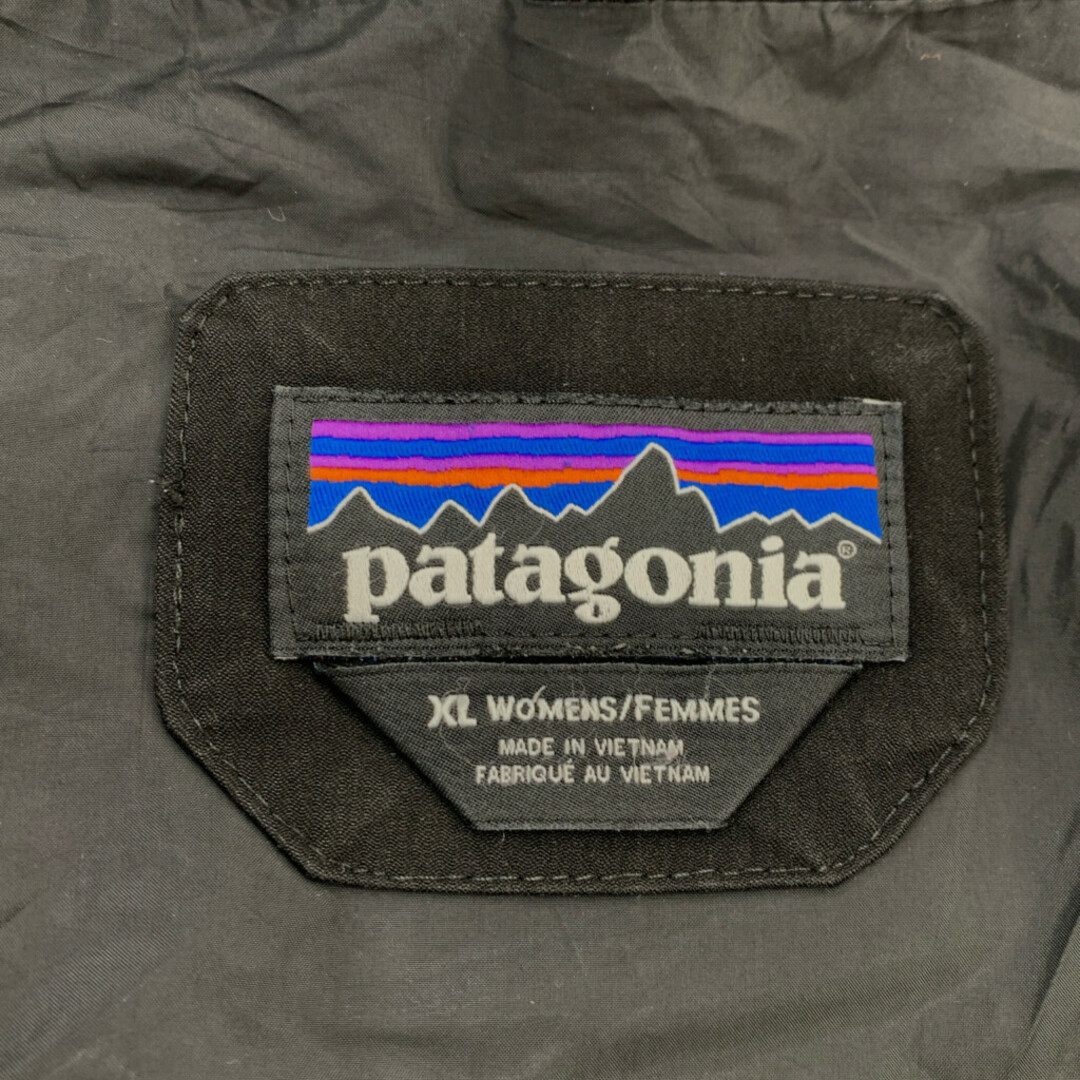 patagonia®
XL WOMENS/FEMMES
MADE IN VIETNAM
FABRIQUÉ AU VIETNAM